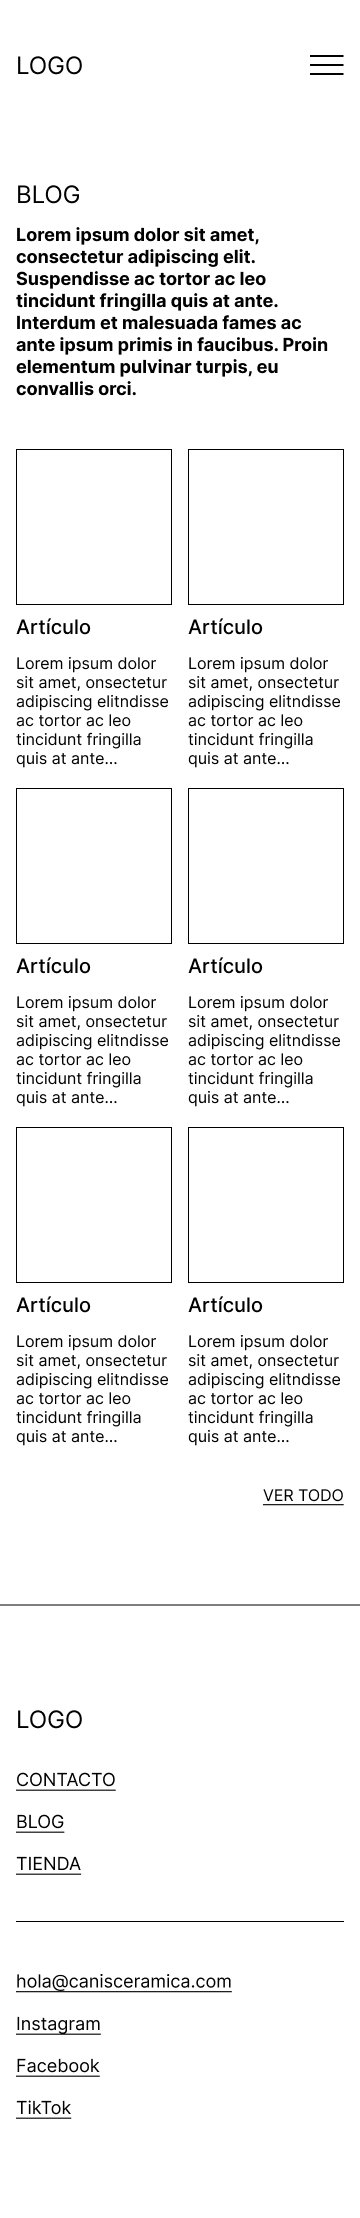 LOGO
BLOG
Lorem ipsum dolor sit amet,
consectetur adipiscing elit.
Suspendisse ac tortor ac leo
tincidunt fringilla quis at ante.
Interdum et malesuada fames ac
ante ipsum primis in faucibus. Proin
elementum pulvinar turpis, eu
convallis orci.
Artículo
Lorem ipsum dolor
sit amet, onsectetur
adipiscing elitndisse
ac tortor ac leo
tincidunt fringilla
quis at ante...
Artículo
Lorem ipsum dolor
sit amet, onsectetur
adipiscing elitndisse
ac tortor ac leo
tincidunt fringilla
quis at ante...
Artículo
Lorem ipsum dolor
sit amet, onsectetur
adipiscing elitndisse
ac tortor ac leo
tincidunt fringilla
quis at ante...
Artículo
Lorem ipsum dolor
sit amet, onsectetur
adipiscing elitndisse
ac tortor ac leo
tincidunt fringilla
quis at ante...
Artículo
Lorem ipsum dolor
sit amet, onsectetur
adipiscing elitndisse
ac tortor ac leo
tincidunt fringilla
quis at ante...
Artículo
Lorem ipsum dolor
sit amet, onsectetur
adipiscing elitndisse
ac tortor ac leo
tincidunt fringilla
quis at ante...
VER TODO
LOGO
CONTACTO
BLOG
TIENDA
hola@canisceramica.com
Instagram
Facebook
TikTok